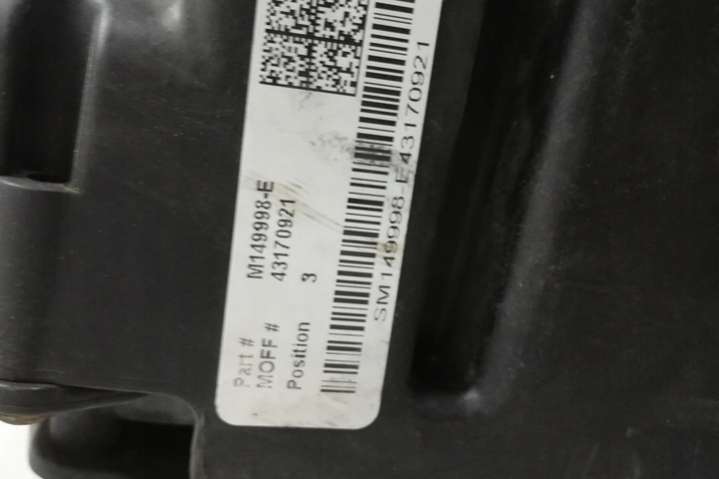 Part # M149998-E
MOFF # 43170921
Position 3
SM149998-E43170921